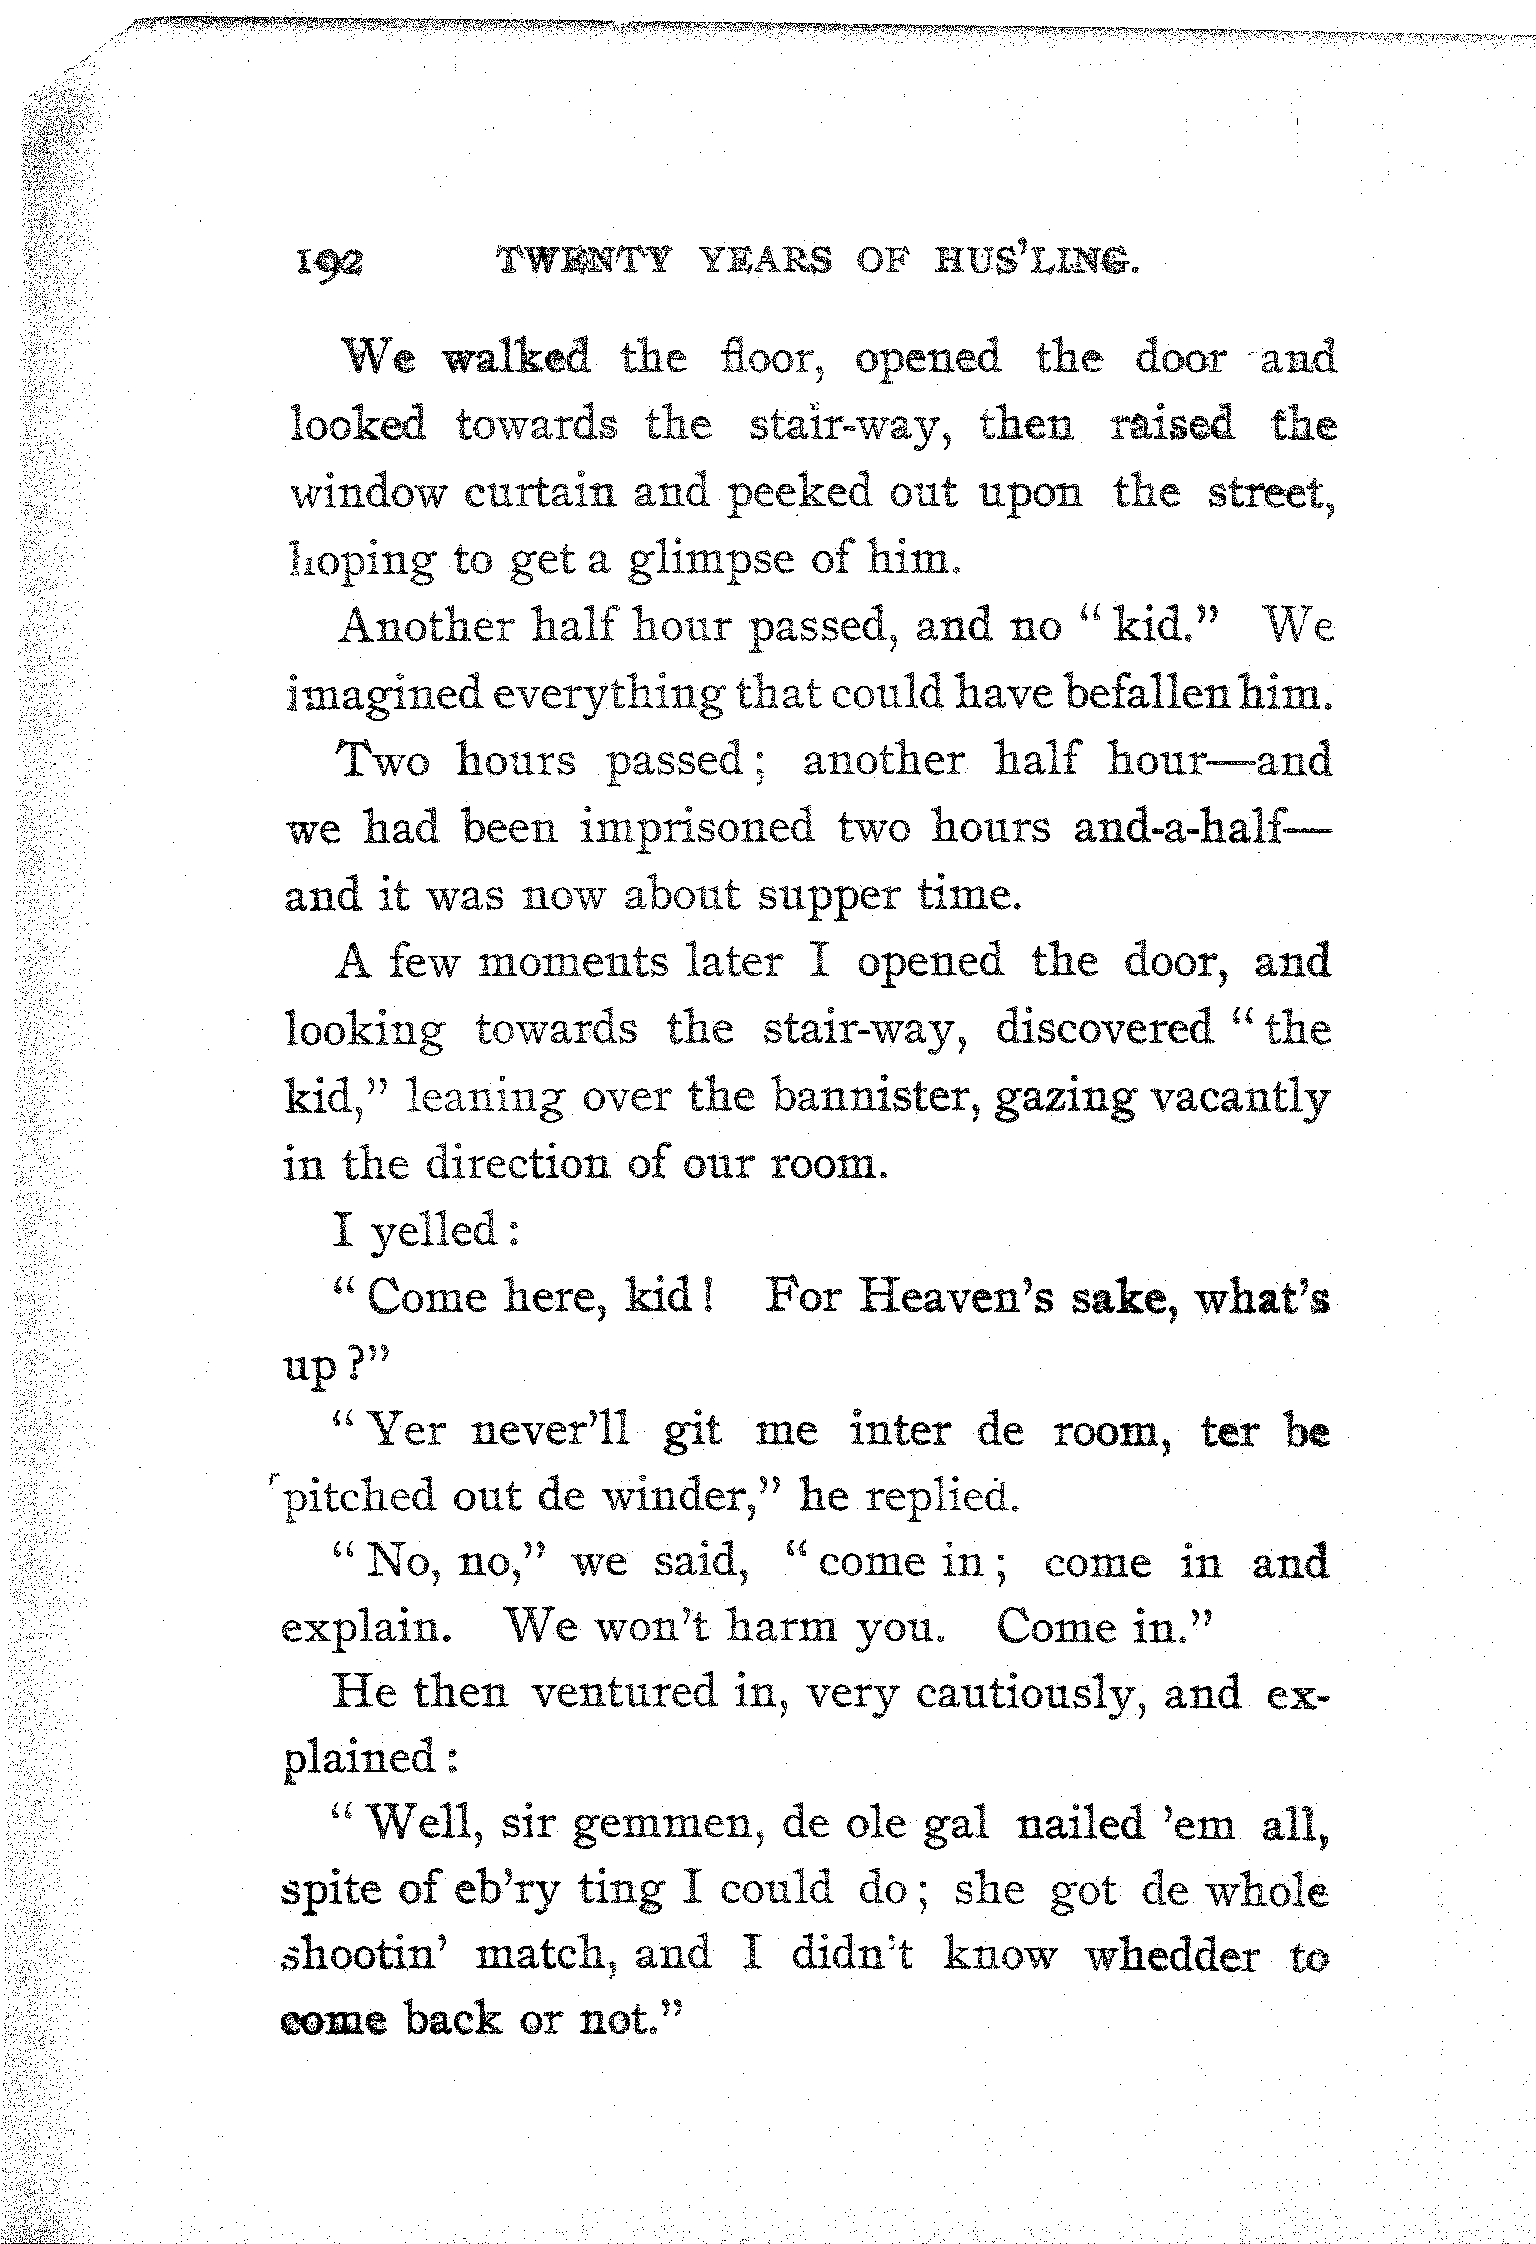 192 TWENTY YEARS OF HUS'LING.
We walked the floor, opened the door and
looked towards the stair-way, then raised the
window curtain and peeked out upon the street,
hoping to get a glimpse of him.
Another half hour passed, and no "kid." We
imagined everything that could have befallen him.
Two hours passed; another half hour—and
we had been imprisoned two hours and-a-half—
and it was now about supper time.
A few moments later I opened the door, and
looking towards the stair-way, discovered "the
kid," leaning over the bannister, gazing vacantly
in the direction of our room.
I yelled:
"Come here, kid! For Heaven's sake, what's
up?"
"Yer never'll git me inter de room, ter be
pitched out de winder," he replied.
"No, no," we said, "come in; come in and
explain. We won't harm you. Come in."
He then ventured in, very cautiously, and ex-
plained:
"Well, sir gemmen, de ole gal nailed 'em all,
spite of eb'ry ting I could do; she got de whole
shootin' match, and I didn't know whedder to
come back or not."